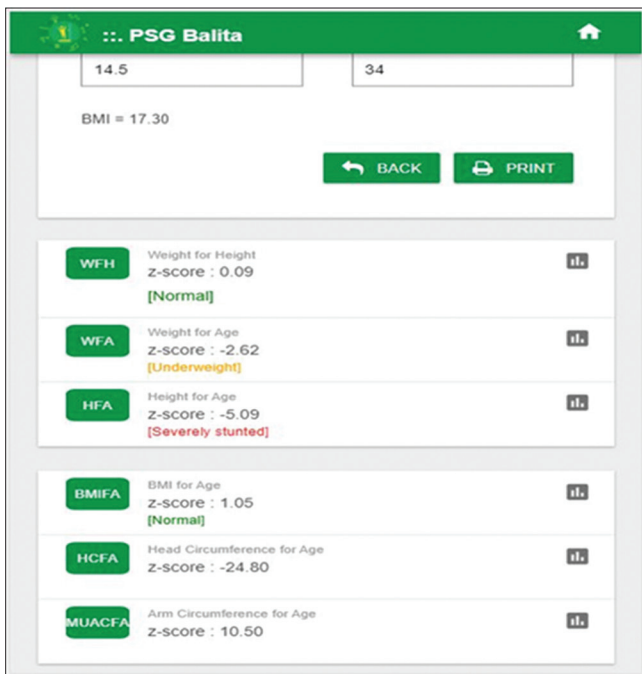 ::. PSG Balita
14.5
34
BMI = 17.30
BACK
PRINT
WFH
Weight for Height
z-score : 0.09
[Normal]
WFA
Weight for Age
z-score : -2.62
[Underweight]
HFA
Height for Age
z-score : -5.09
[Severely stunted]
BMIFA
BMI for Age
z-score : 1.05
[Normal]
HCFA
Head Circumference for Age
z-score : -24.80
MUACFA
Arm Circumference for Age
z-score : 10.50